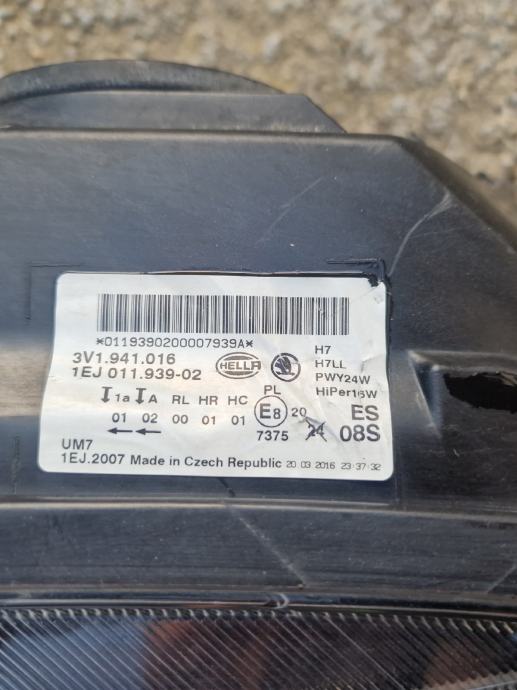 *0119390200007939A*
3V1.941.016
1EJ 011.939-02
HELLA
H7
H7LL
PWY24W
HiPer16W
1a A RL HR HC PL
01 02 00 01 01 E8 20 ES
7375 24 08S
UM7
1EJ.2007 Made in Czech Republic 20 03 2016 23:37:32